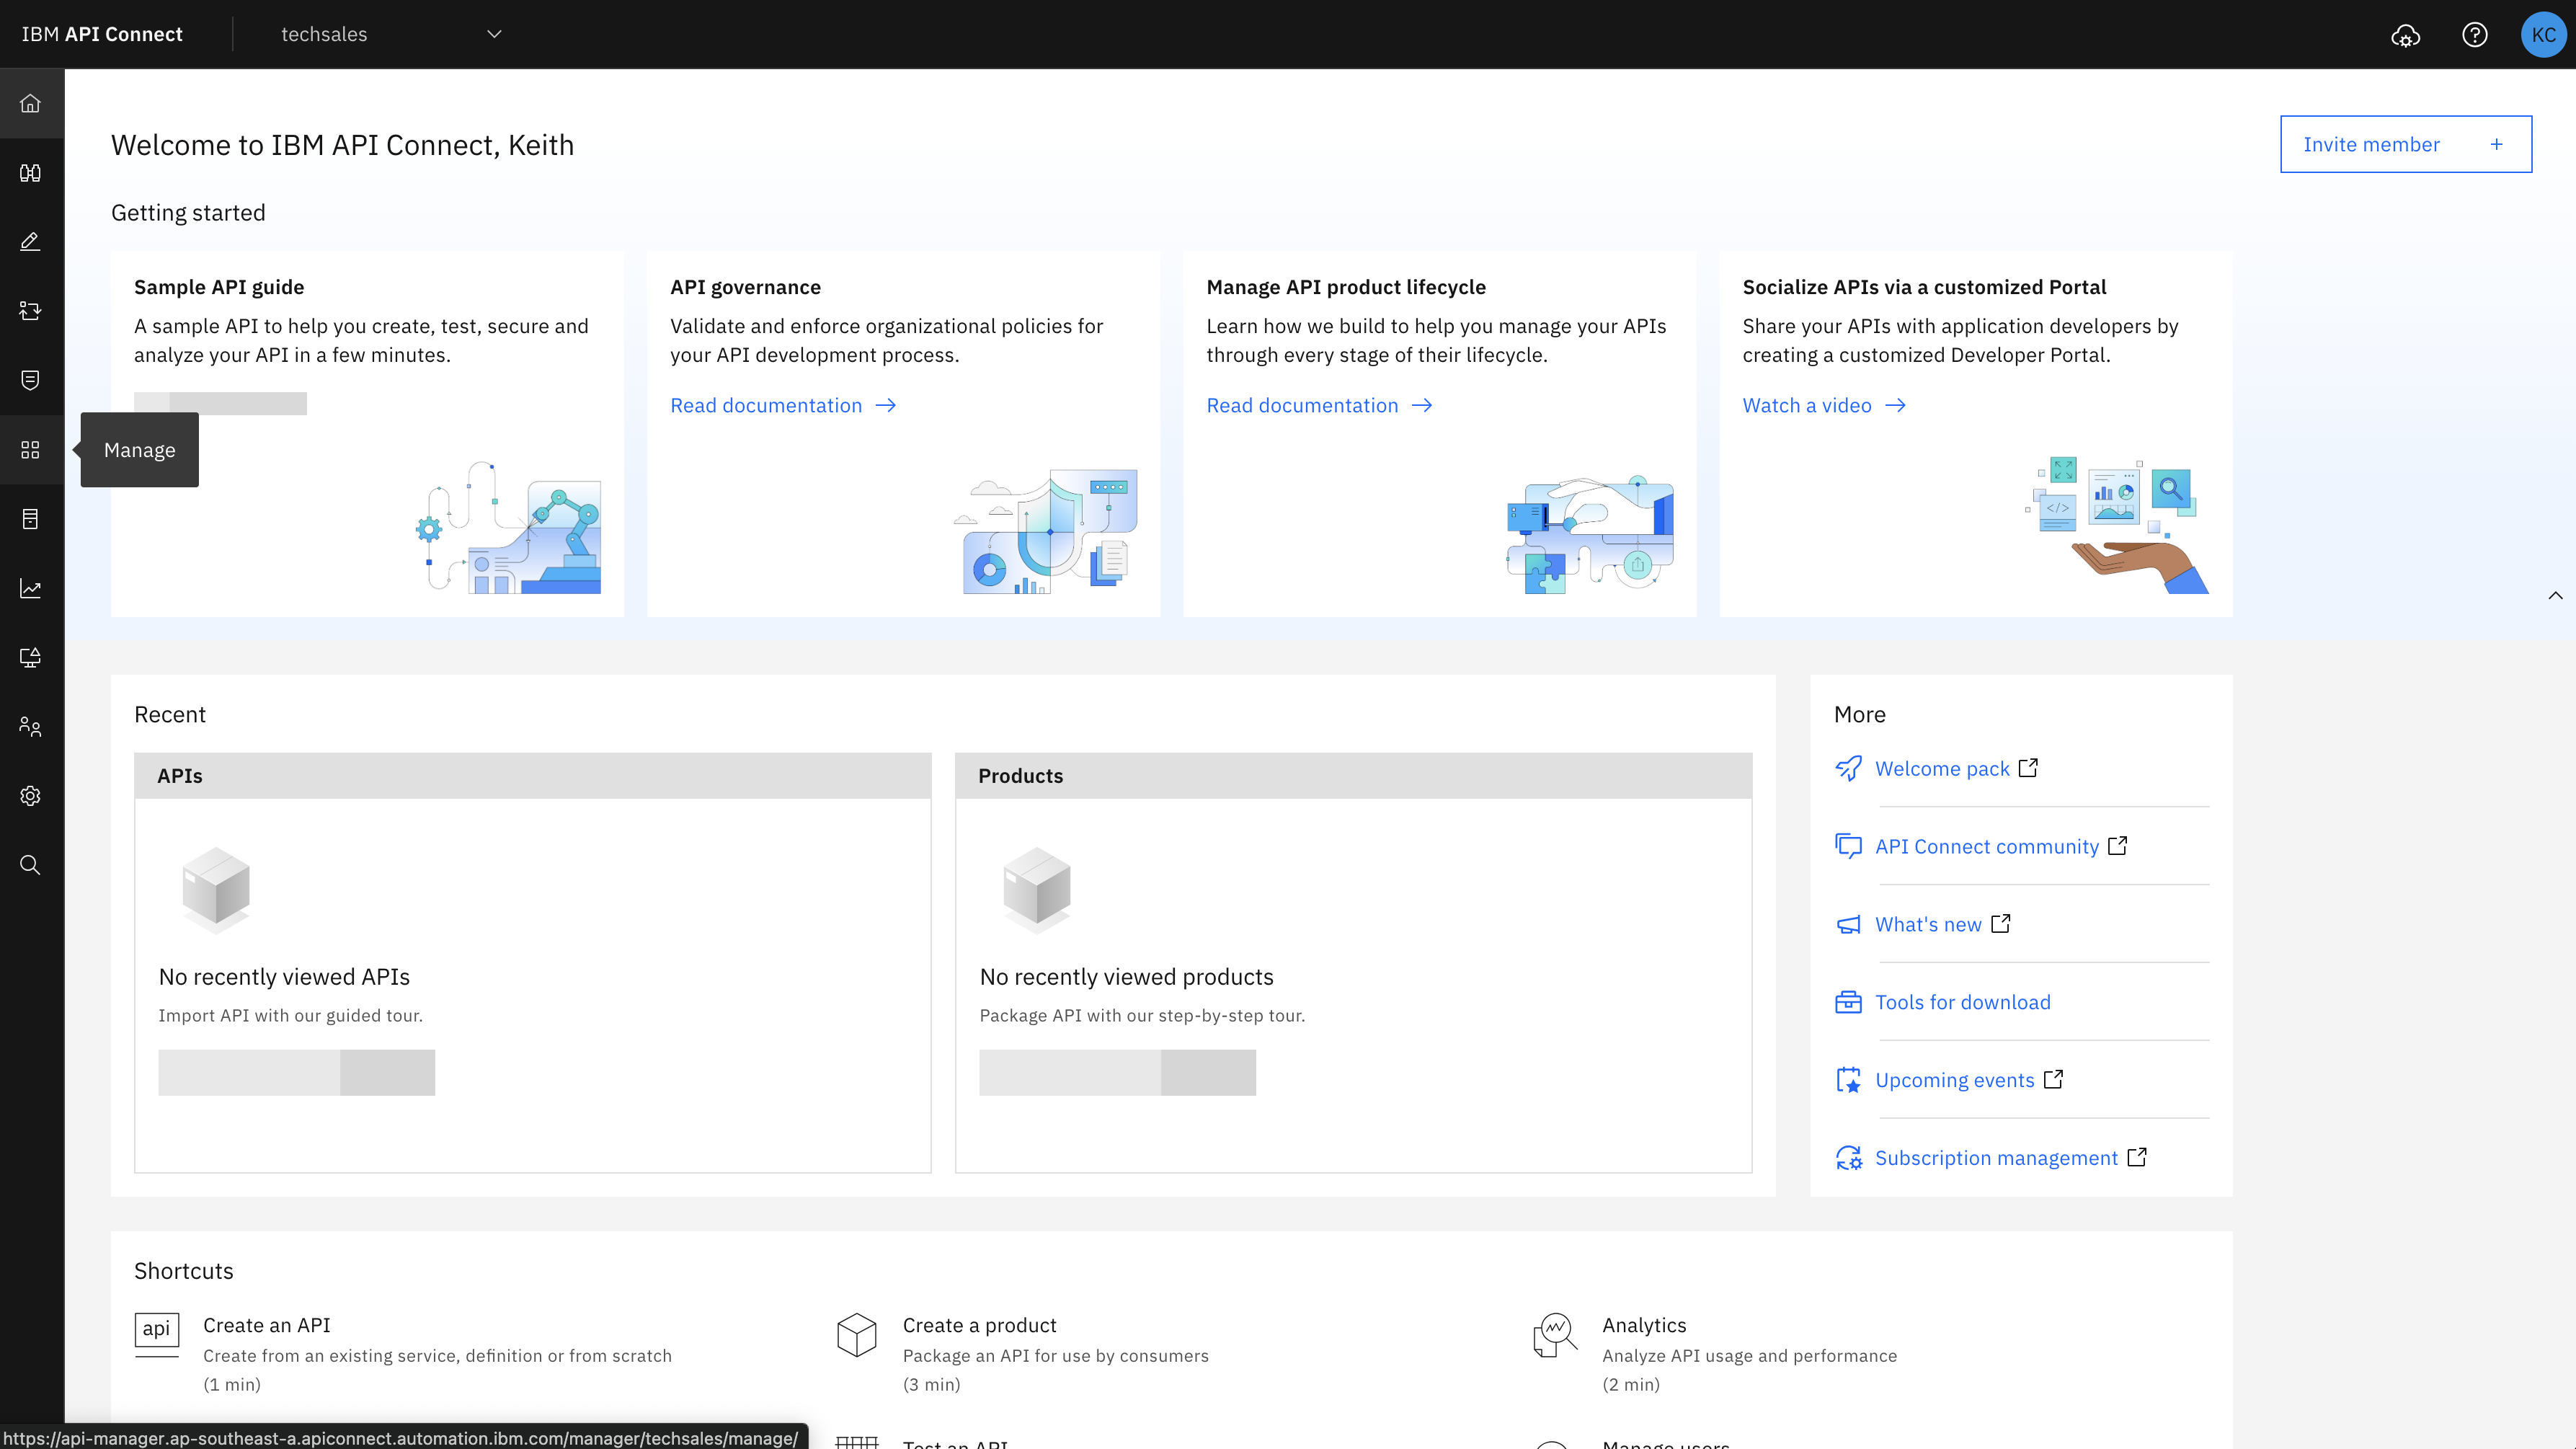 IBM API Connect
techsales
KC
Welcome to IBM API Connect, Keith
Invite member +
Getting started
Sample API guide
A sample API to help you create, test, secure and
analyze your API in a few minutes.
API governance
Validate and enforce organizational policies for
your API development process.
Read documentation →
Manage API product lifecycle
Learn how we build to help you manage your APIs
through every stage of their lifecycle.
Read documentation →
Socialize APIs via a customized Portal
Share your APIs with application developers by
creating a customized Developer Portal.
Watch a video →
Manage
Recent
APIs
No recently viewed APIs
Import API with our guided tour.
Products
No recently viewed products
Package API with our step-by-step tour.
More
Welcome pack
API Connect community
What's new
Tools for download
Upcoming events
Subscription management
Shortcuts
api
Create an API
Create from an existing service, definition or from scratch
(1 min)
Create a product
Package an API for use by consumers
(3 min)
Analytics
Analyze API usage and performance
(2 min)
Test an API
Manage users
https://api-manager.ap-southeast-a.apiconnect.automation.ibm.com/manager/techsales/manage/